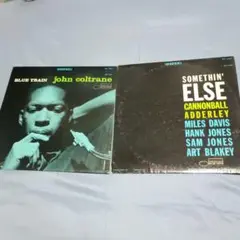 BLUE TRAIN john coltrane
SOMETHIN'
ELSE
CANNONBALL
ADDERLEY
MILES DAVIS
HANK JONES
SAM JONES
ART BLAKEY